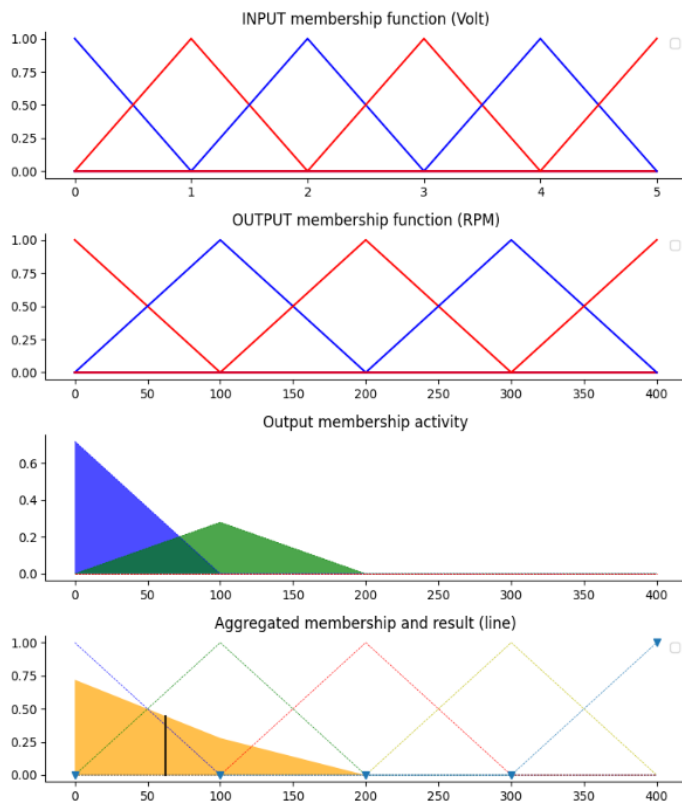 INPUT membership function (Volt)
1.00
0.75
0.50
0.25
0.00
0 1 2 3 4 5
OUTPUT membership function (RPM)
1.00
0.75
0.50
0.25
0.00
0 50 100 150 200 250 300 350 400
Output membership activity
0.6
0.4
0.2
0.0
0 50 100 150 200 250 300 350 400
Aggregated membership and result (line)
1.00
0.75
0.50
0.25
0.00
0 50 100 150 200 250 300 350 400